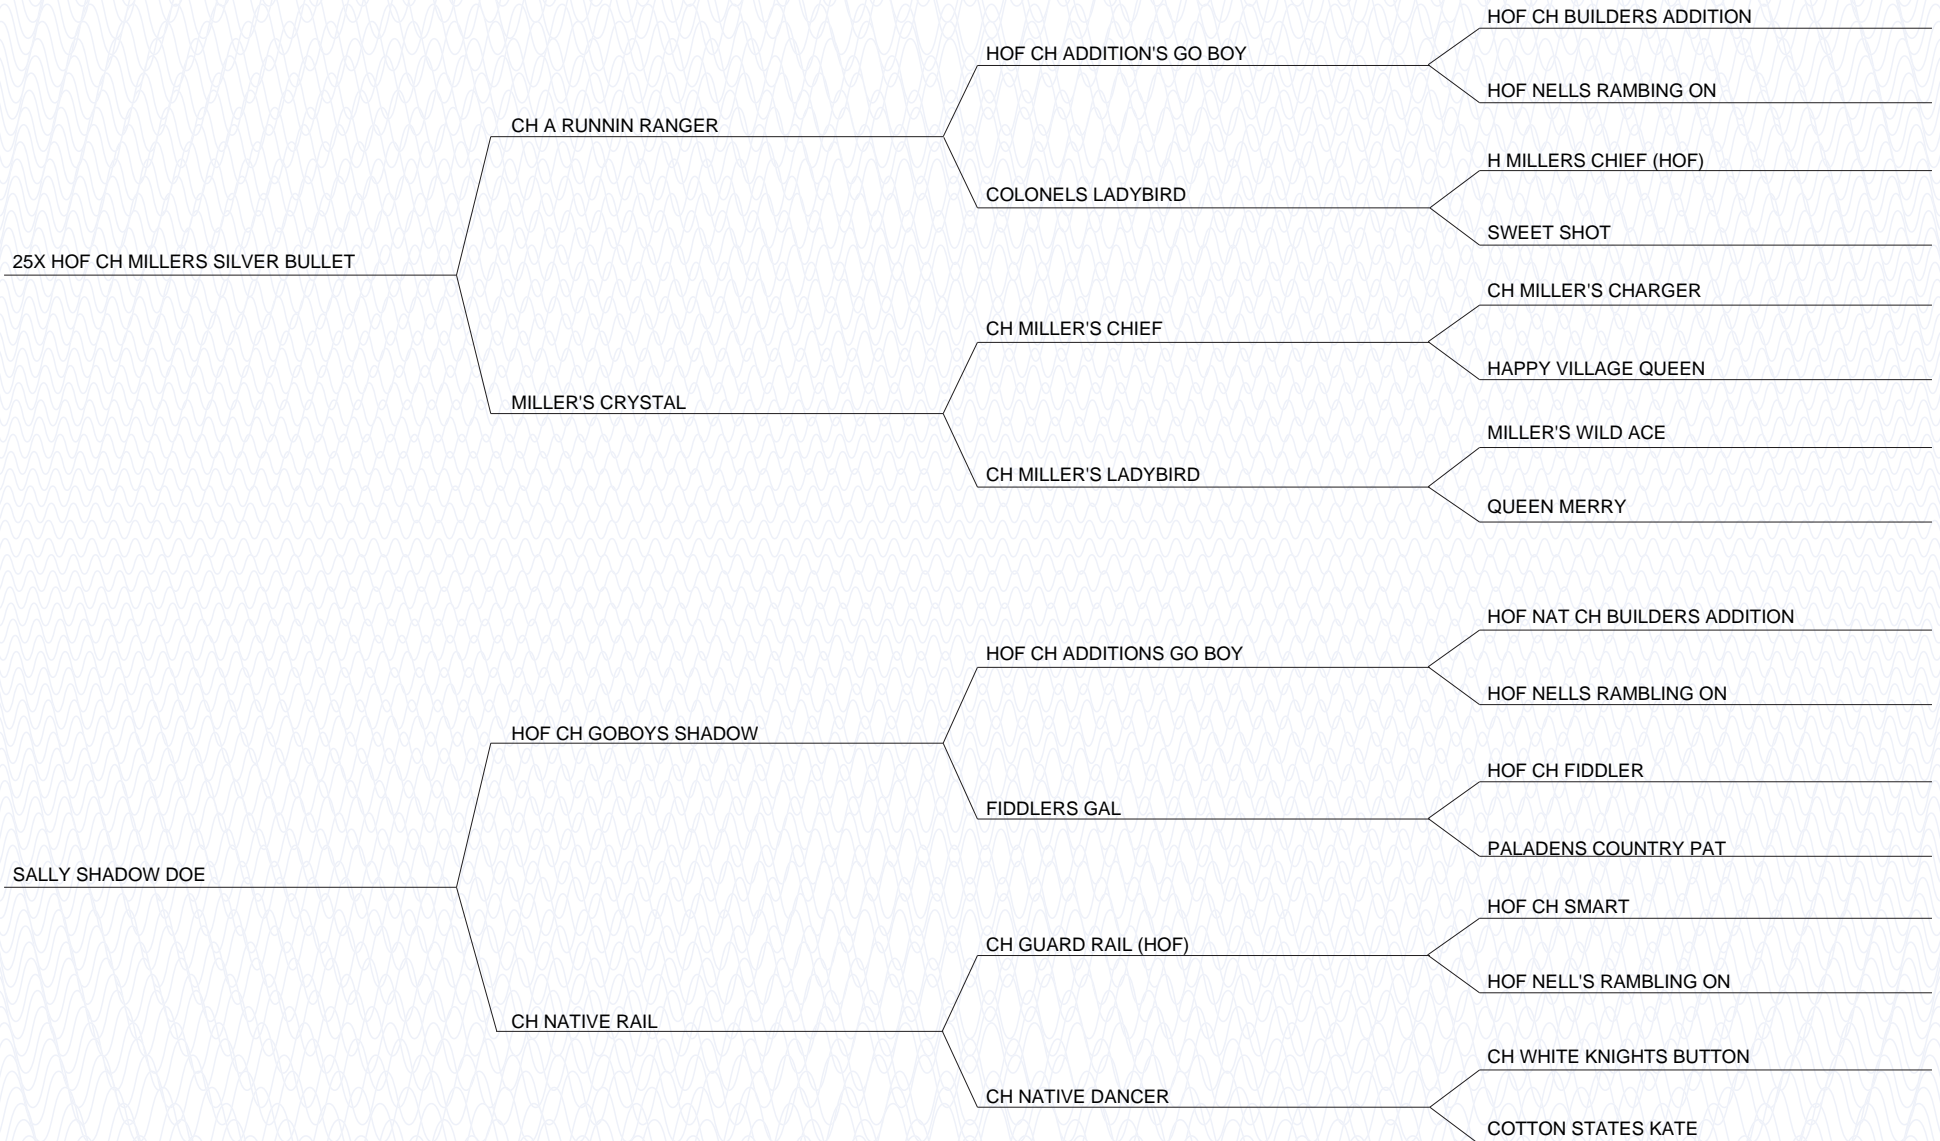 HOF CH BUILDERS ADDITION
HOF CH ADDITION'S GO BOY
HOF NELLS RAMBING ON
CH A RUNNIN RANGER
H MILLERS CHIEF (HOF)
COLONELS LADYBIRD
SWEET SHOT
25X HOF CH MILLERS SILVER BULLET
CH MILLER'S CHARGER
CH MILLER'S CHIEF
HAPPY VILLAGE QUEEN
MILLER'S CRYSTAL
MILLER'S WILD ACE
CH MILLER'S LADYBIRD
QUEEN MERRY
HOF NAT CH BUILDERS ADDITION
HOF CH ADDITIONS GO BOY
HOF NELLS RAMBLING ON
HOF CH GOBOYS SHADOW
HOF CH FIDDLER
FIDDLERS GAL
PALADENS COUNTRY PAT
SALLY SHADOW DOE
HOF CH SMART
CH GUARD RAIL (HOF)
HOF NELL'S RAMBLING ON
CH NATIVE RAIL
CH WHITE KNIGHTS BUTTON
CH NATIVE DANCER
COTTON STATES KATE